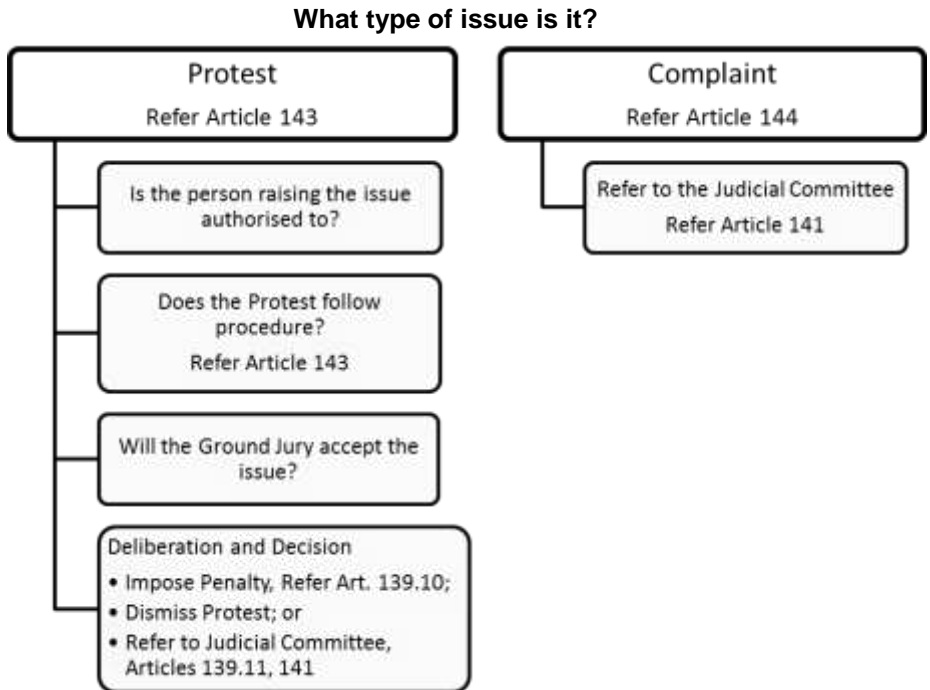 What type of issue is it?
Protest
Refer Article 143
Is the person raising the issue
authorised to?
Does the Protest follow
procedure?
Refer Article 143
Will the Ground Jury accept the
issue?
Deliberation and Decision
• Impose Penalty, Refer Art. 139.10;
• Dismiss Protest; or
• Refer to Judicial Committee,
Articles 139.11, 141
Complaint
Refer Article 144
Refer to the Judicial Committee
Refer Article 141